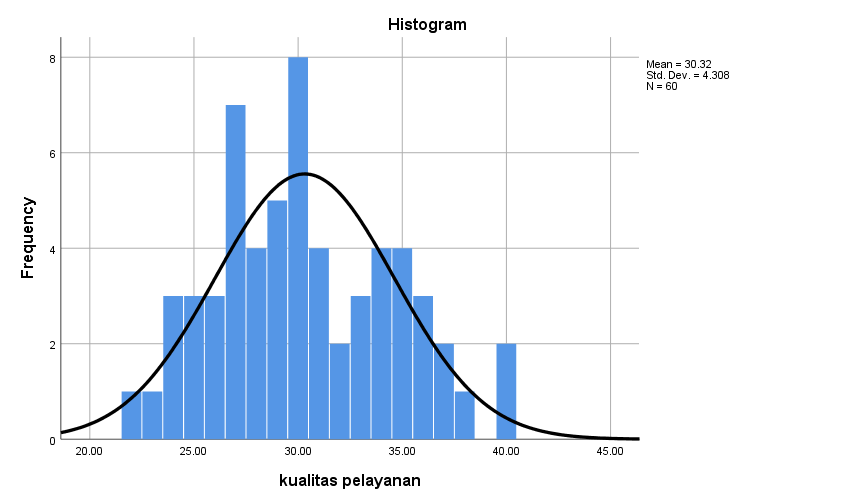 Histogram
Mean = 30.32
Std. Dev. = 4.308
N = 60
Frequency
8
6
4
2
0
20.00 25.00 30.00 35.00 40.00 45.00
kualitas pelayanan